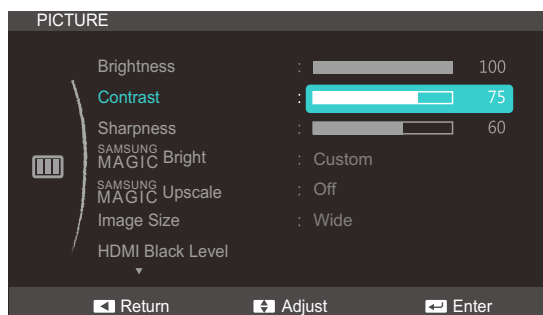 PICTURE
Brightness : 100
Contrast : 75
Sharpness : 60
SAMSUNG
MAGIC Bright : Custom
SAMSUNG
MAGIC Upscale : Off
Image Size : Wide
HDMI Black Level
Return Adjust Enter